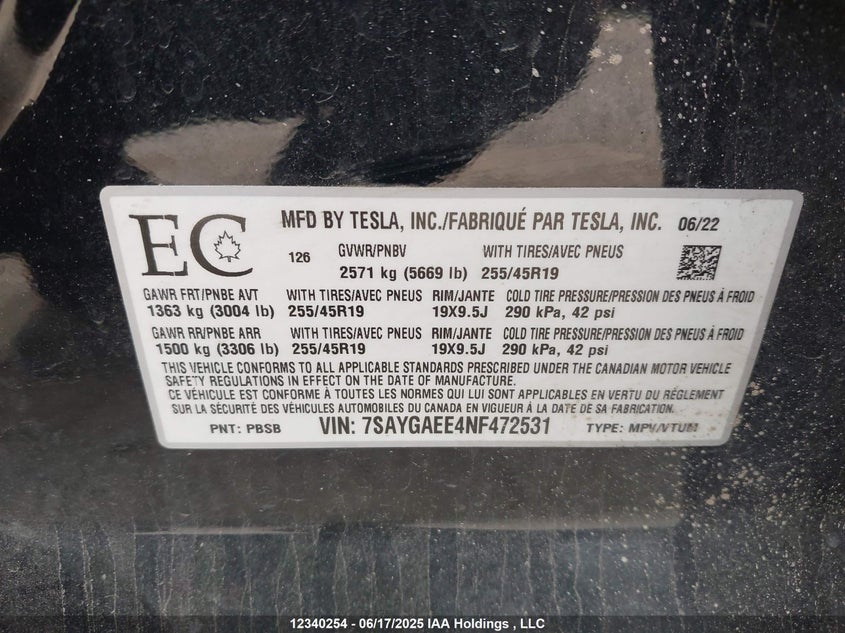 EC
MFD BY TESLA, INC./FABRIQUÉ PAR TESLA, INC. 06/22
126 GVWR/PNBV WITH TIRES/AVEC PNEUS
2571 kg (5669 lb) 255/45R19
GAWR FRT/PNBE AVT WITH TIRES/AVEC PNEUS RIM/JANTE COLD TIRE PRESSURE/PRESSION DES PNEUS À FROID
1363 kg (3004 lb) 255/45R19 19X9.5J 290 kPa, 42 psi
GAWR RR/PNBE ARR WITH TIRES/AVEC PNEUS RIM/JANTE COLD TIRE PRESSURE/PRESSION DES PNEUS À FROID
1500 kg (3306 lb) 255/45R19 19X9.5J 290 kPa, 42 psi
THIS VEHICLE CONFORMS TO ALL APPLICABLE STANDARDS PRESCRIBED UNDER THE CANADIAN MOTOR VEHICLE
SAFETY REGULATIONS IN EFFECT ON THE DATE OF MANUFACTURE.
CE VÉHICULE EST CONFORME À TOUTES LES NORMES QUI LUI SONT APPLICABLES EN VERTU DU RÉGLEMENT
SUR LA SÉCURITÉ DES VÉHICULES AUTOMOBILES DU CANADA EN VIGUEUR À LA DATE DE SA FABRICATION.
PNT: PBSB VIN: 7SAYGAEE4NF472531 TYPE: MPV/VTUM
12340254 - 06/17/2025 IAA Holdings , LLC